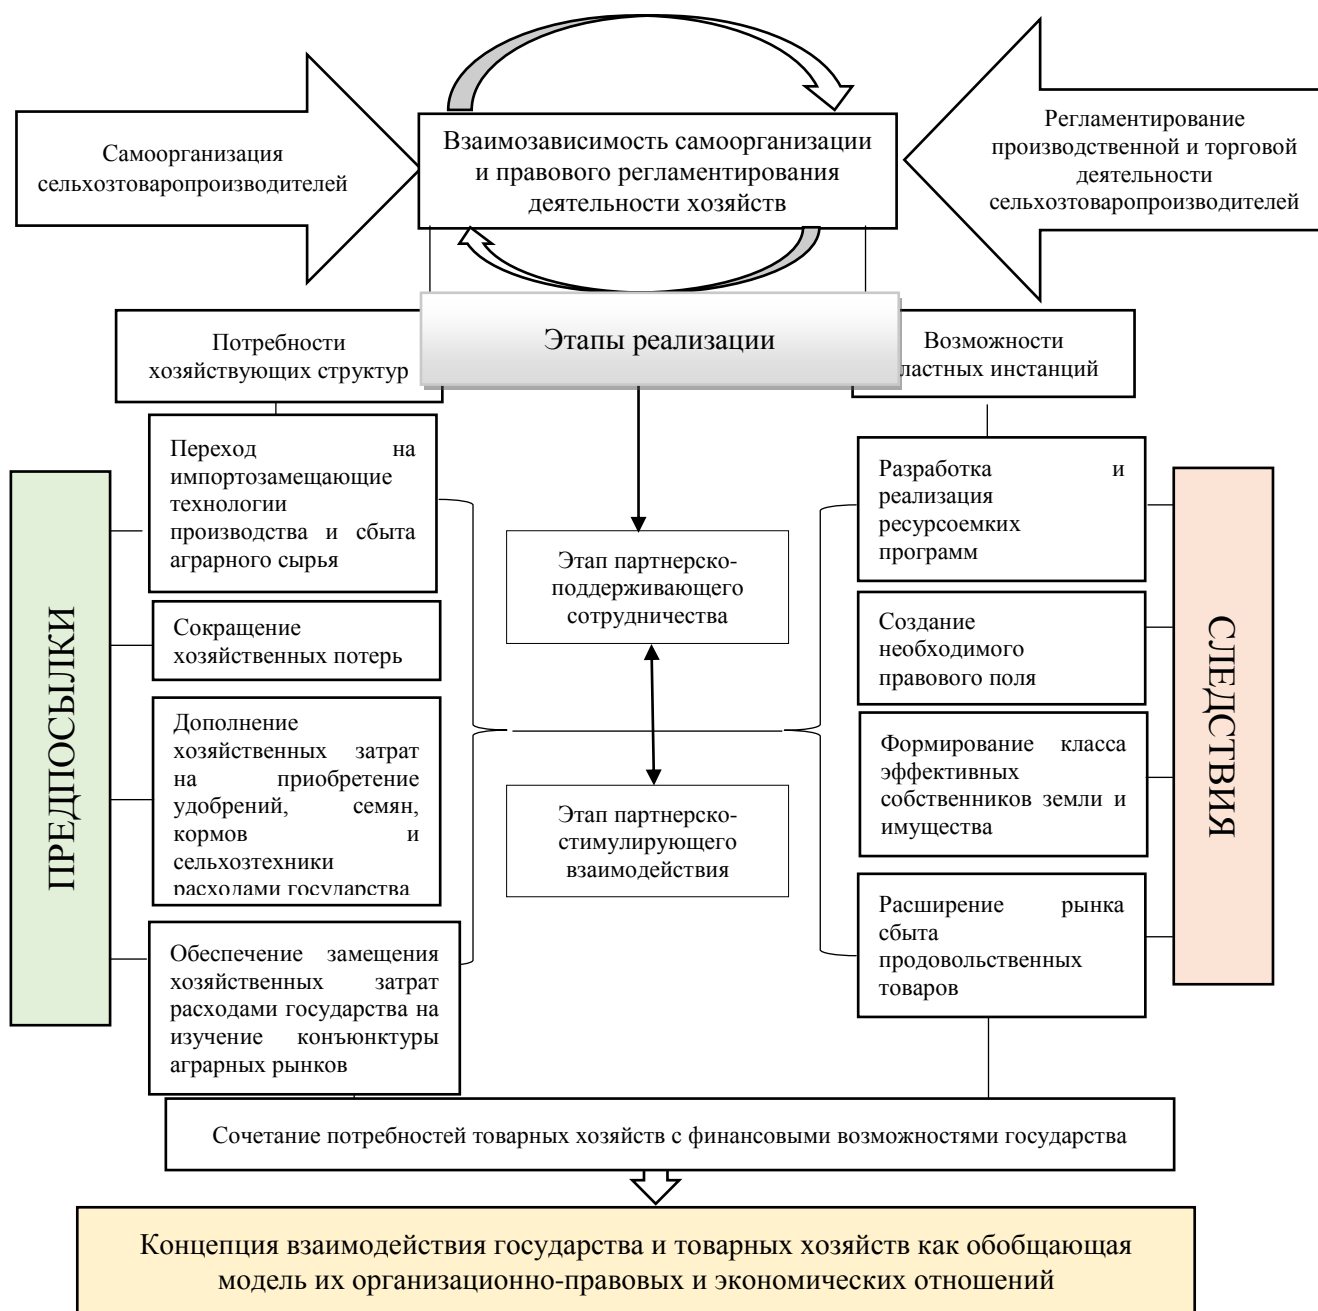 Самоорганизация
сельхозтоваропроизводителей
Взаимозависимость самоорганизации
и правового регламентирования
деятельности хозяйств
Регламентирование
производственной и торговой
деятельности
сельхозтоваропроизводителей
Потребности
хозяйствующих структур
Этапы реализации
Возможности
ластных инстанций
ПРЕДПОСЫЛКИ
Переход на
импортозамещающие
технологии
производства и сбыта
аграрного сырья
Сокращение
хозяйственных потерь
Дополнение
хозяйственных затрат
на приобретение
удобрений, семян,
кормов и
сельхозтехники
расходами государства
Обеспечение замещения
хозяйственных затрат
расходами государства на
изучение конъюнктуры
аграрных рынков
Этап партнерско-
поддерживающего
сотрудничества
Этап партнерско-
стимулирующего
взаимодействия
Разработка и
реализация
ресурсоемких
программ
Создание
необходимого
правового поля
Формирование класса
эффективных
собственников земли и
имущества
Расширение рынка
сбыта
продовольственных
товаров
СЛЕДСТВИЯ
Сочетание потребностей товарных хозяйств с финансовыми возможностями государства
Концепция взаимодействия государства и товарных хозяйств как обобщающая
модель их организационно-правовых и экономических отношений